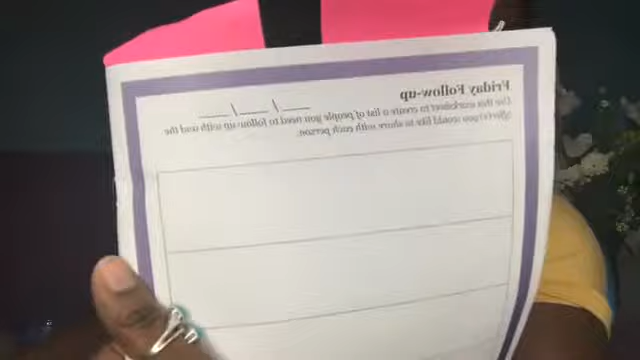 Friday Follow-up
Use this worksheet to create a list of people you need to follow up with and the
you would like to share with each person.
___/___/___